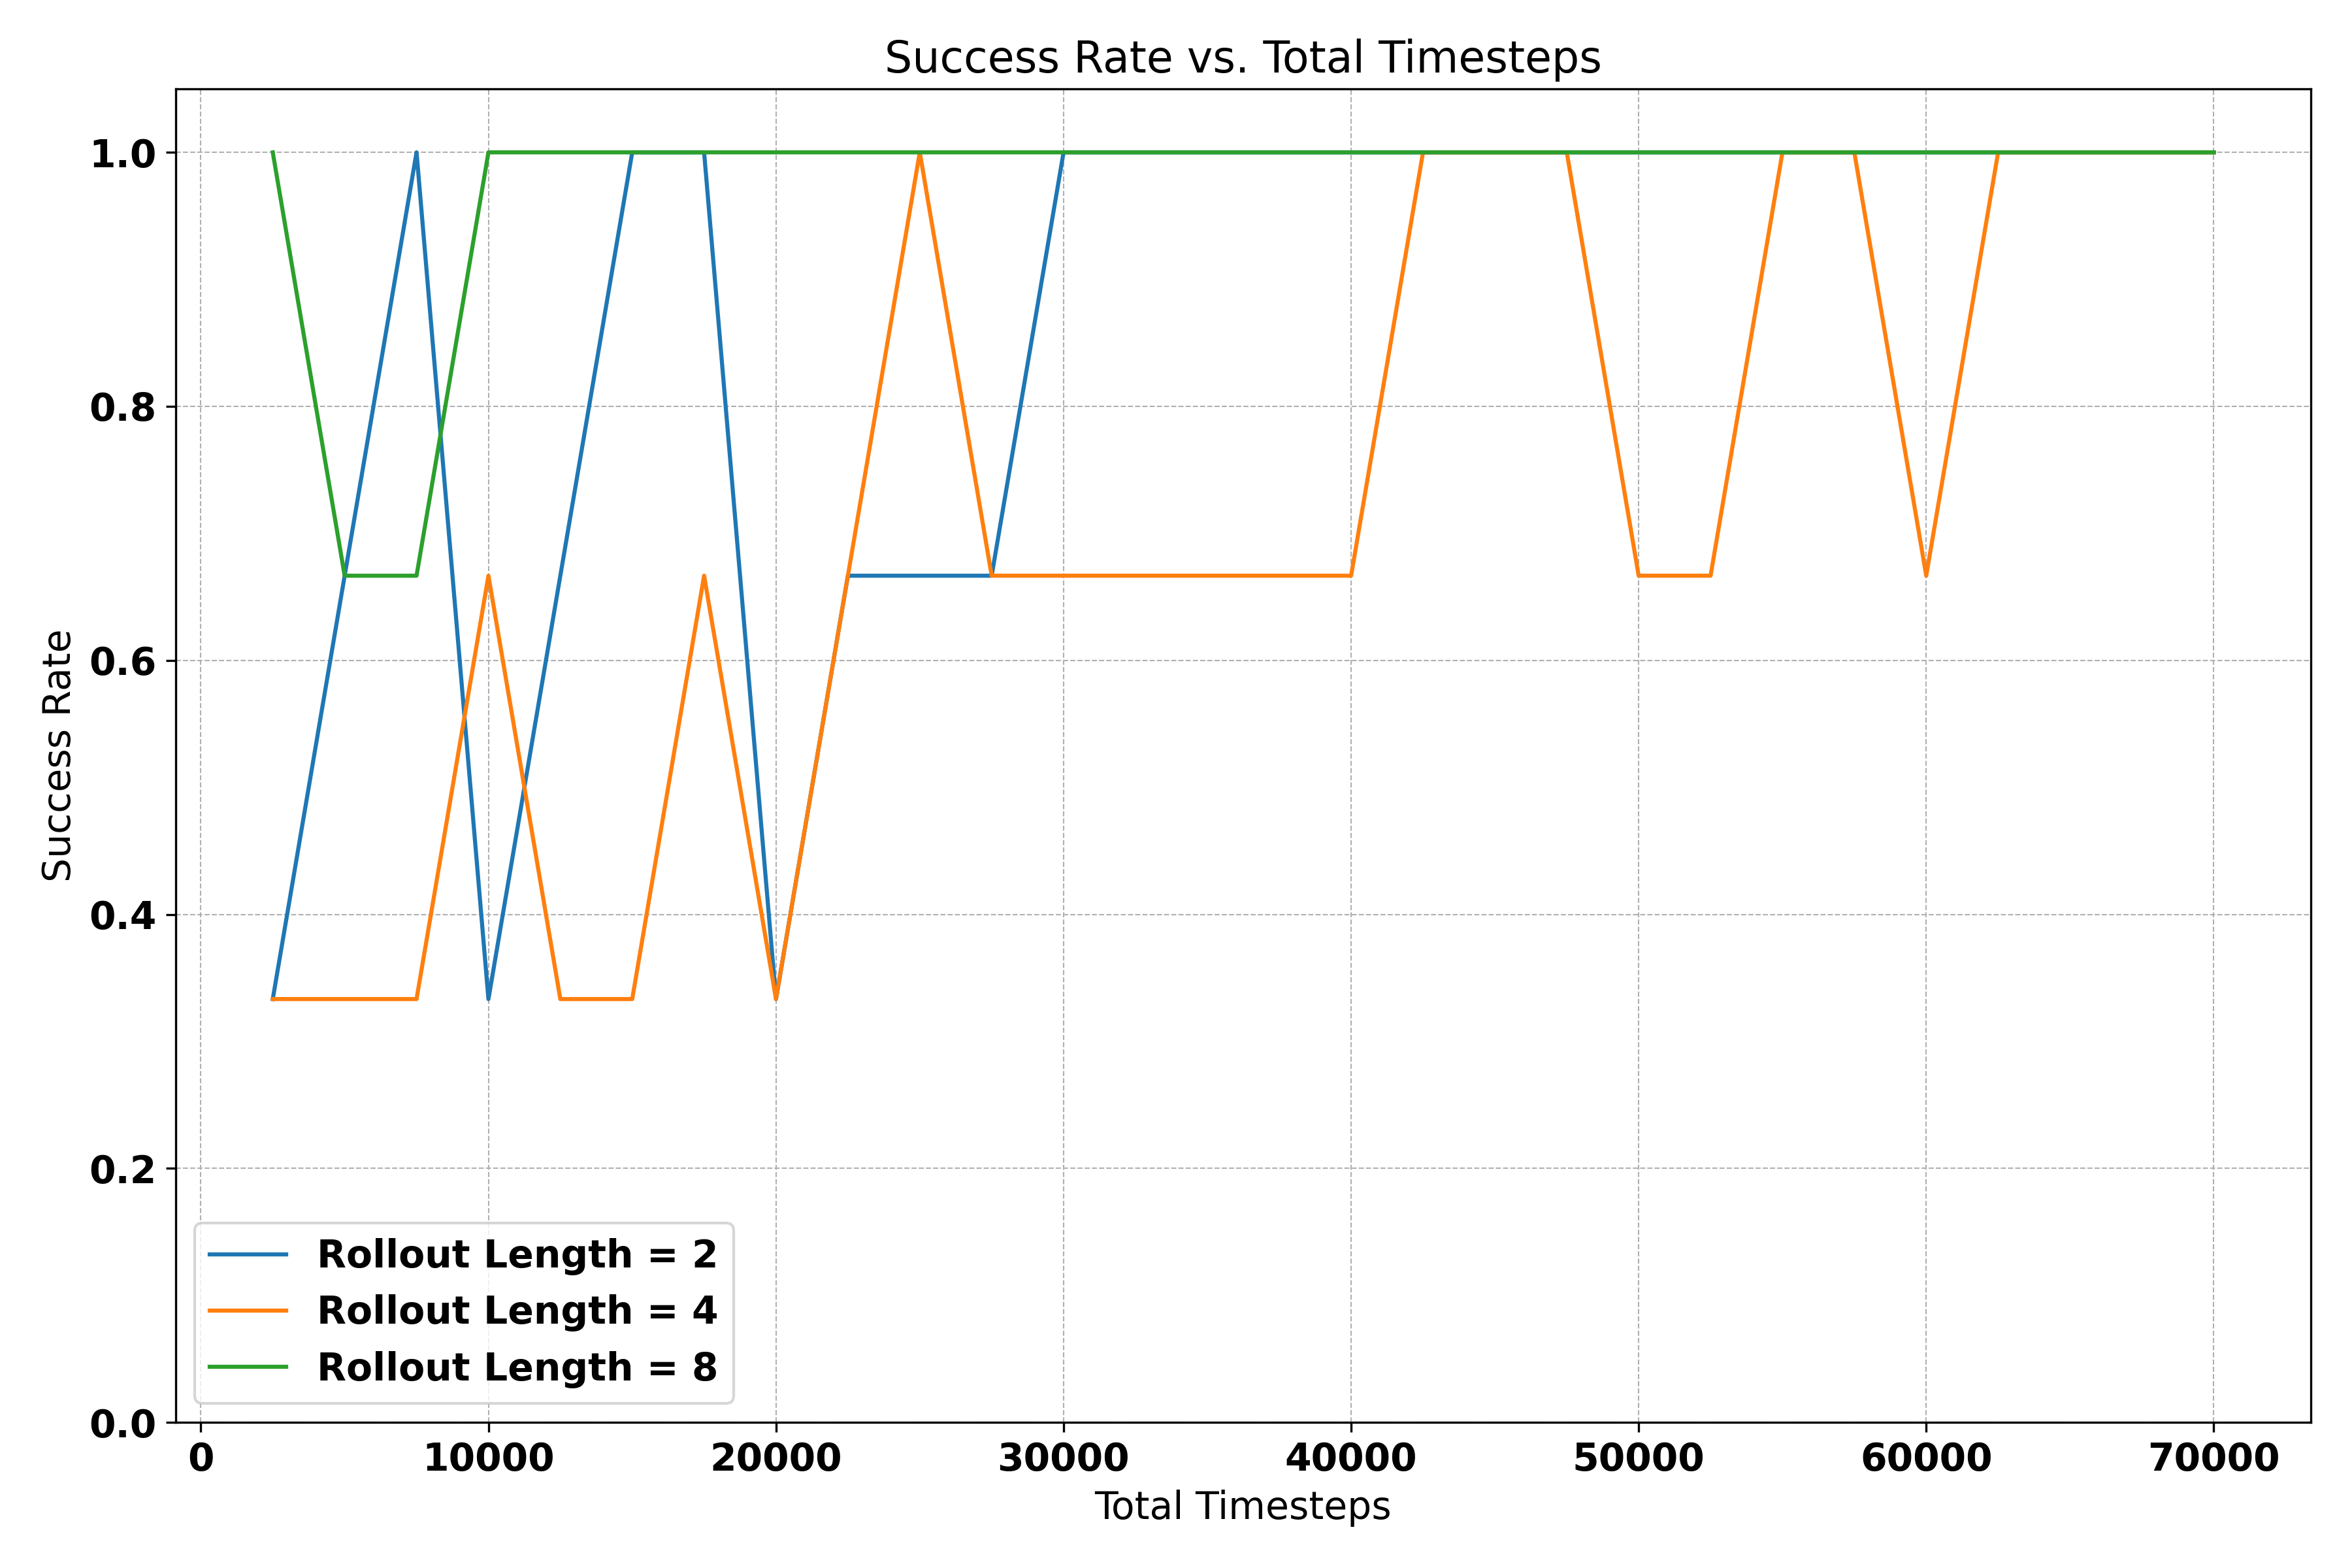 Success Rate vs. Total Timesteps
Success Rate
1.0
0.8
0.6
0.4
0.2
0.0
Rollout Length = 2
Rollout Length = 4
Rollout Length = 8
0 10000 20000 30000 40000 50000 60000 70000
Total Timesteps